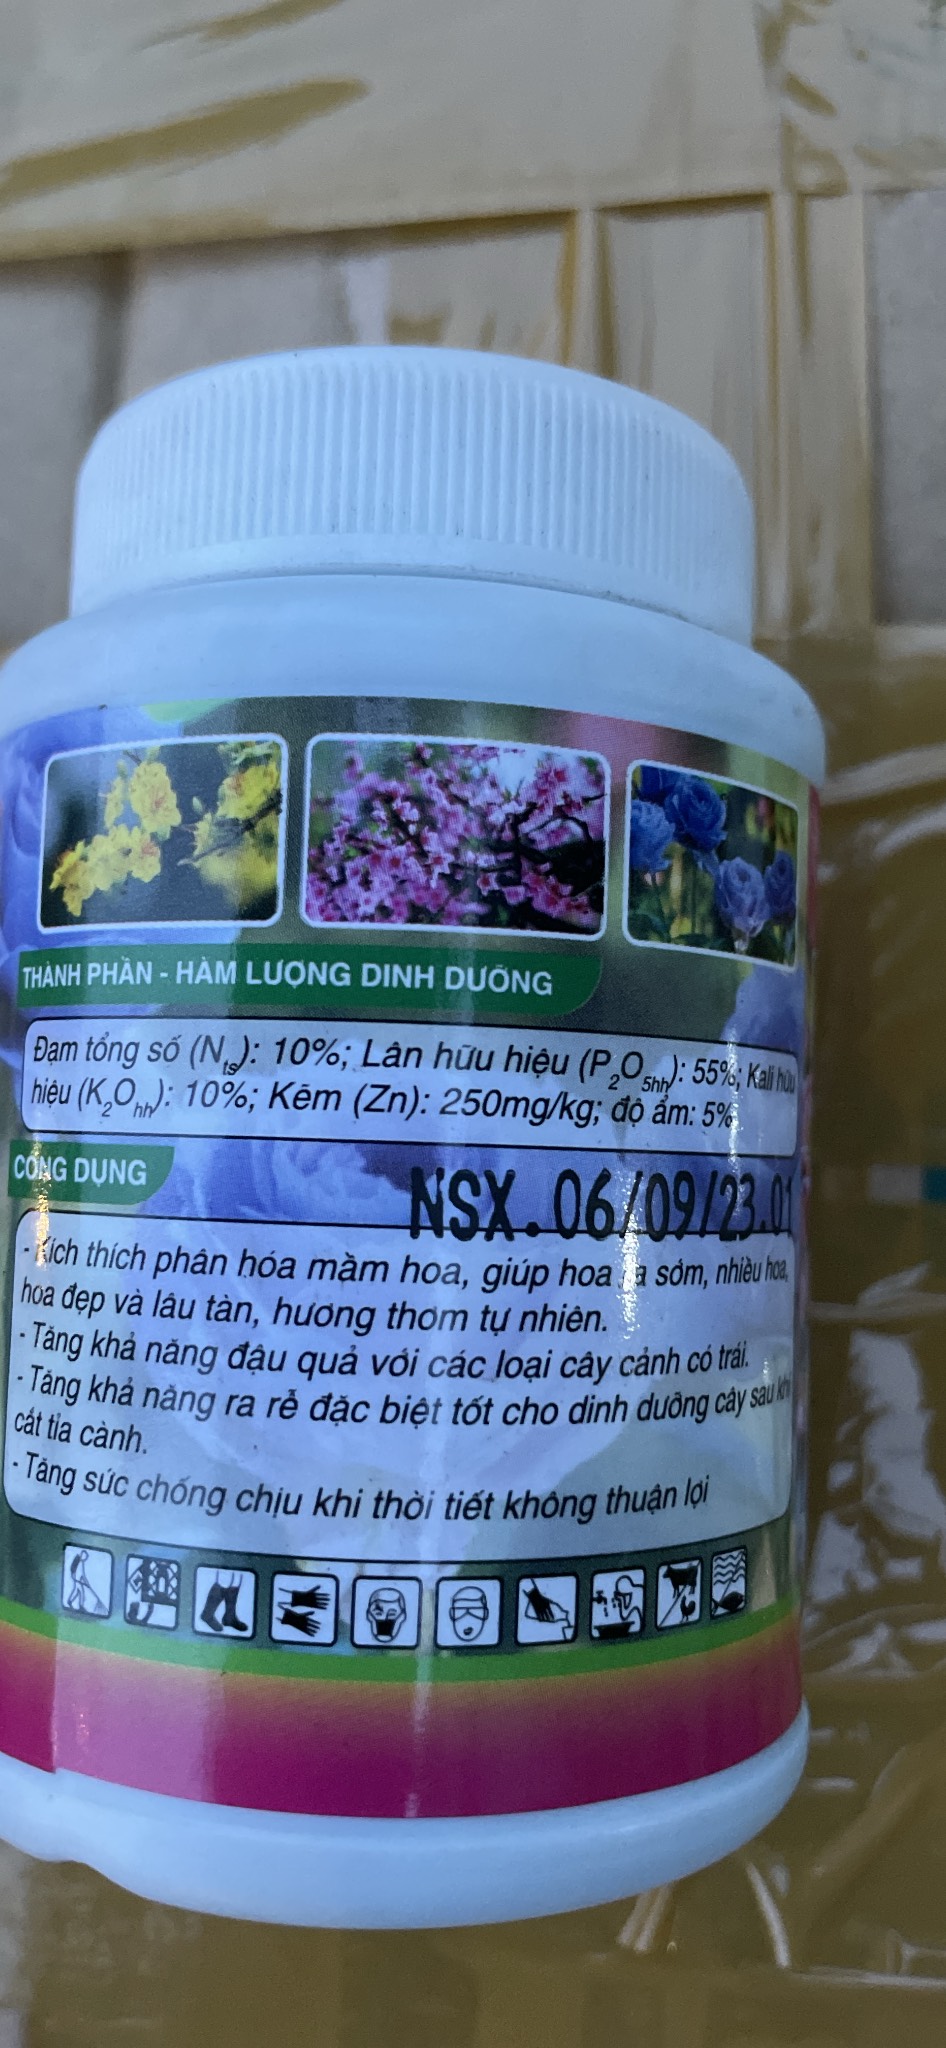 THÀNH PHẦN - HÀM LƯỢNG DINH DƯỠNG
Đạm tổng số (Nts): 10%; Lân hữu hiệu (P2O5hh): 55%; Kali hữu
hiệu (K2Ohh): 10%; Kẽm (Zn): 250mg/kg; độ ẩm: 5%
CÔNG DỤNG
NSX. 06/09/23.01
- Kích thích phân hóa mầm hoa, giúp hoa ra sớm, nhiều hoa,
hoa đẹp và lâu tàn, hương thơm tự nhiên.
- Tăng khả năng đậu quả với các loại cây cảnh có trái.
- Tăng khả năng ra rễ đặc biệt tốt cho dinh dưỡng cây sau khi
cắt tỉa cành.
- Tăng sức chống chịu khi thời tiết không thuận lợi